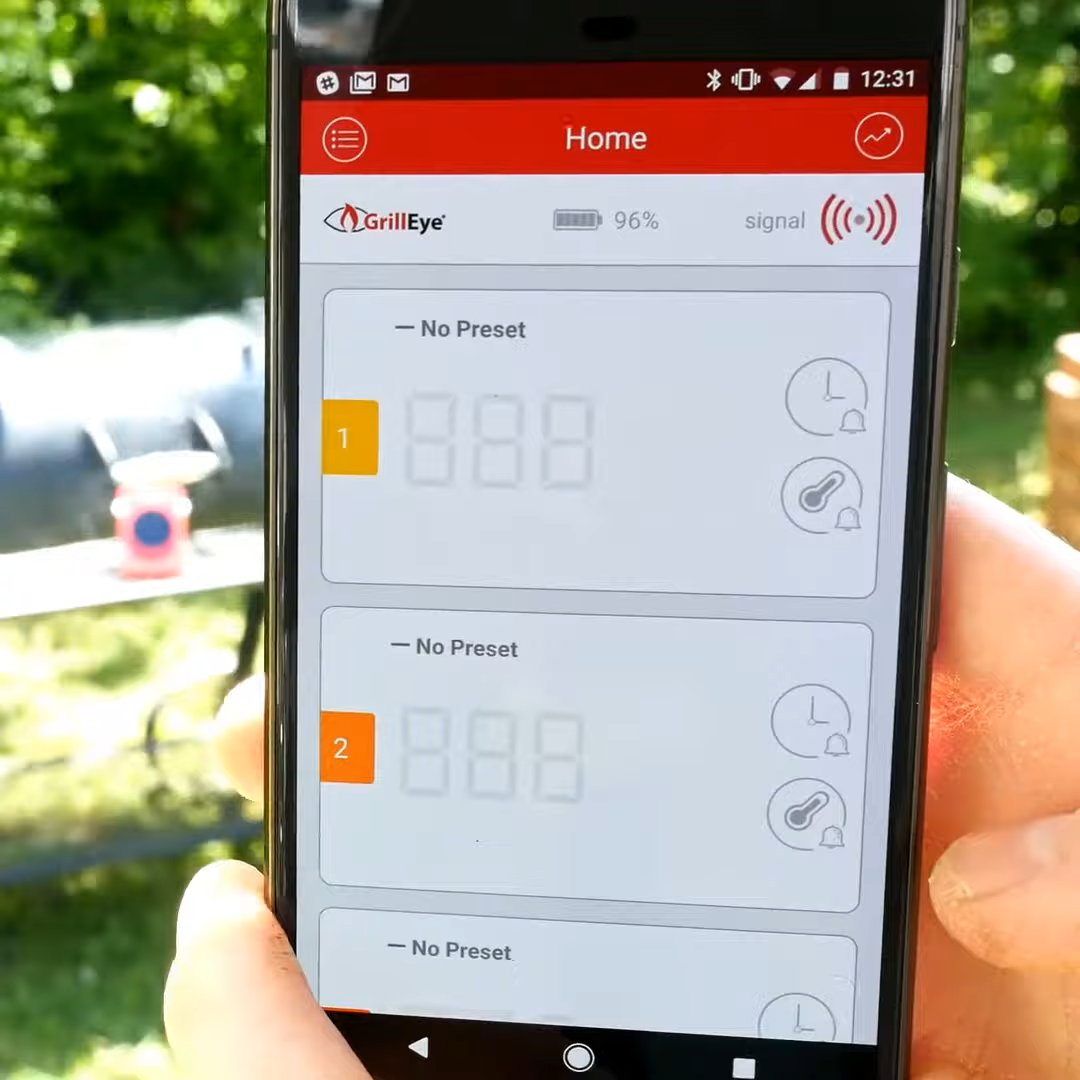 12:31
Home
GrillEye® 96% signal
— No Preset
1
— No Preset
2
— No Preset